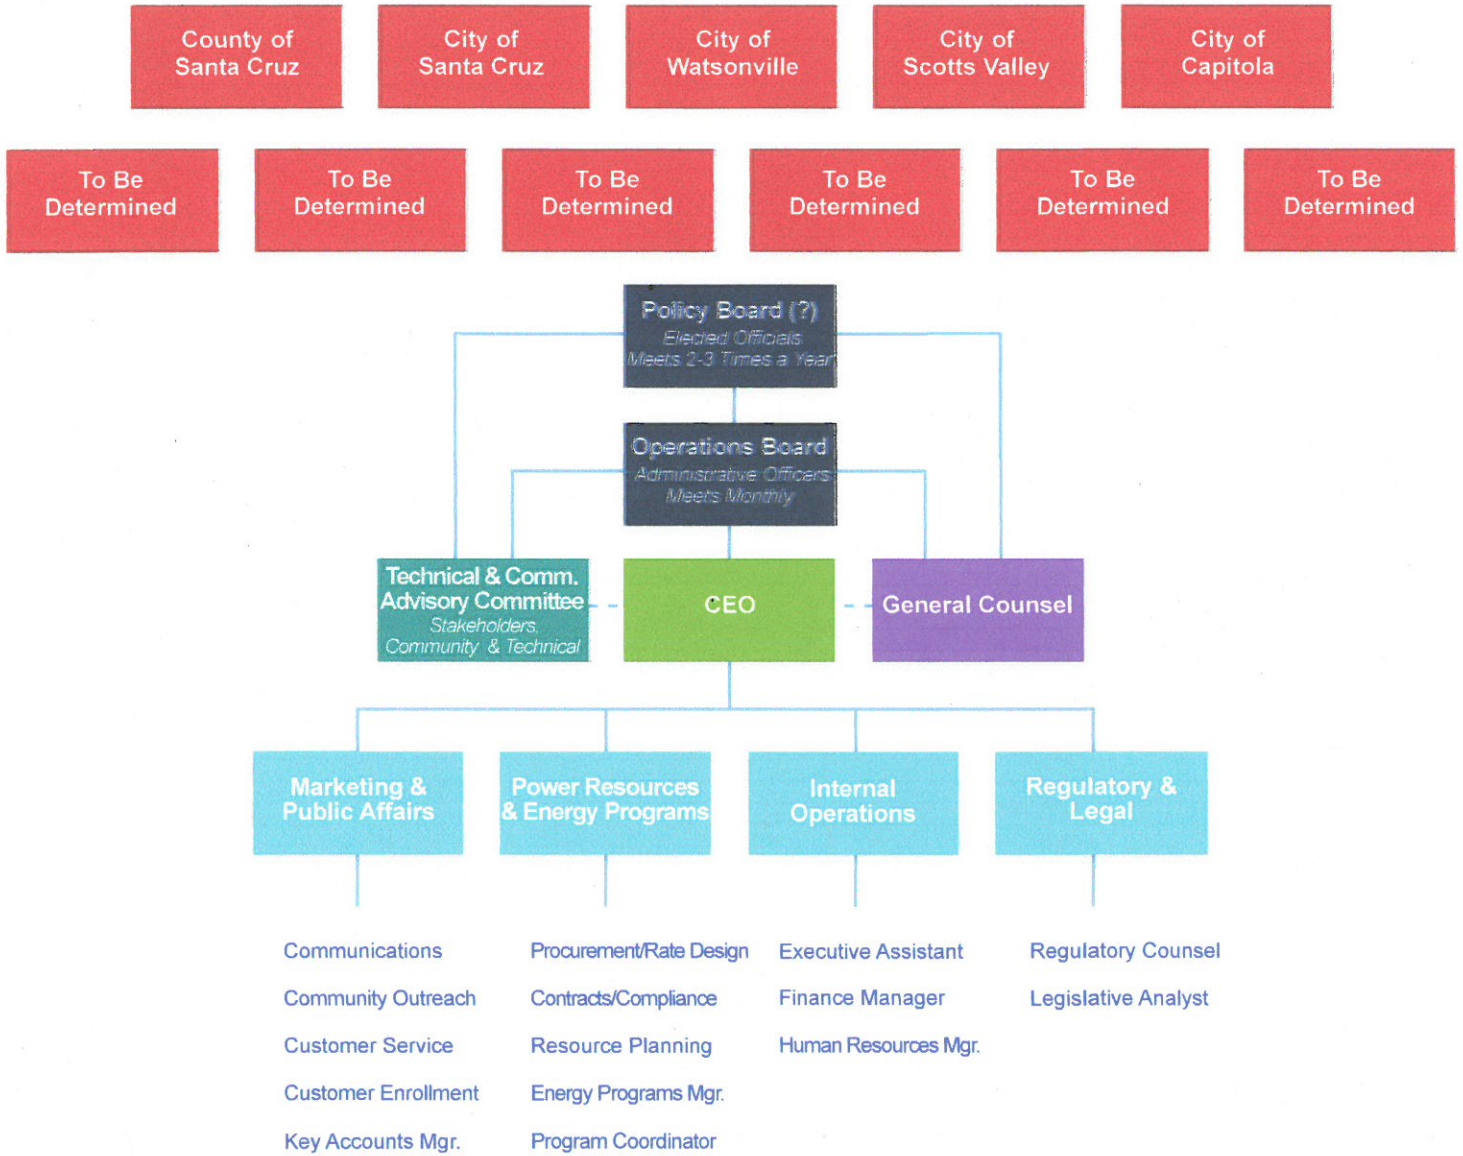 County of
Santa Cruz
City of
Santa Cruz
City of
Watsonville
City of
Scotts Valley
City of
Capitola
To Be
Determined
To Be
Determined
To Be
Determined
To Be
Determined
To Be
Determined
To Be
Determined
Policy Board (?)
Elected Officials
Meets 2-3 Times a Year
Operations Board
Administrative Officers
Meets Monthly
Technical & Comm.
Advisory Committee
Stakeholders,
Community & Technical
CEO
General Counsel
Marketing &
Public Affairs
Power Resources
& Energy Programs
Internal
Operations
Regulatory &
Legal
Communications
Community Outreach
Customer Service
Customer Enrollment
Key Accounts Mgr.
Procurement/Rate Design
Contracts/Compliance
Resource Planning
Energy Programs Mgr.
Program Coordinator
Executive Assistant
Finance Manager
Human Resources Mgr.
Regulatory Counsel
Legislative Analyst